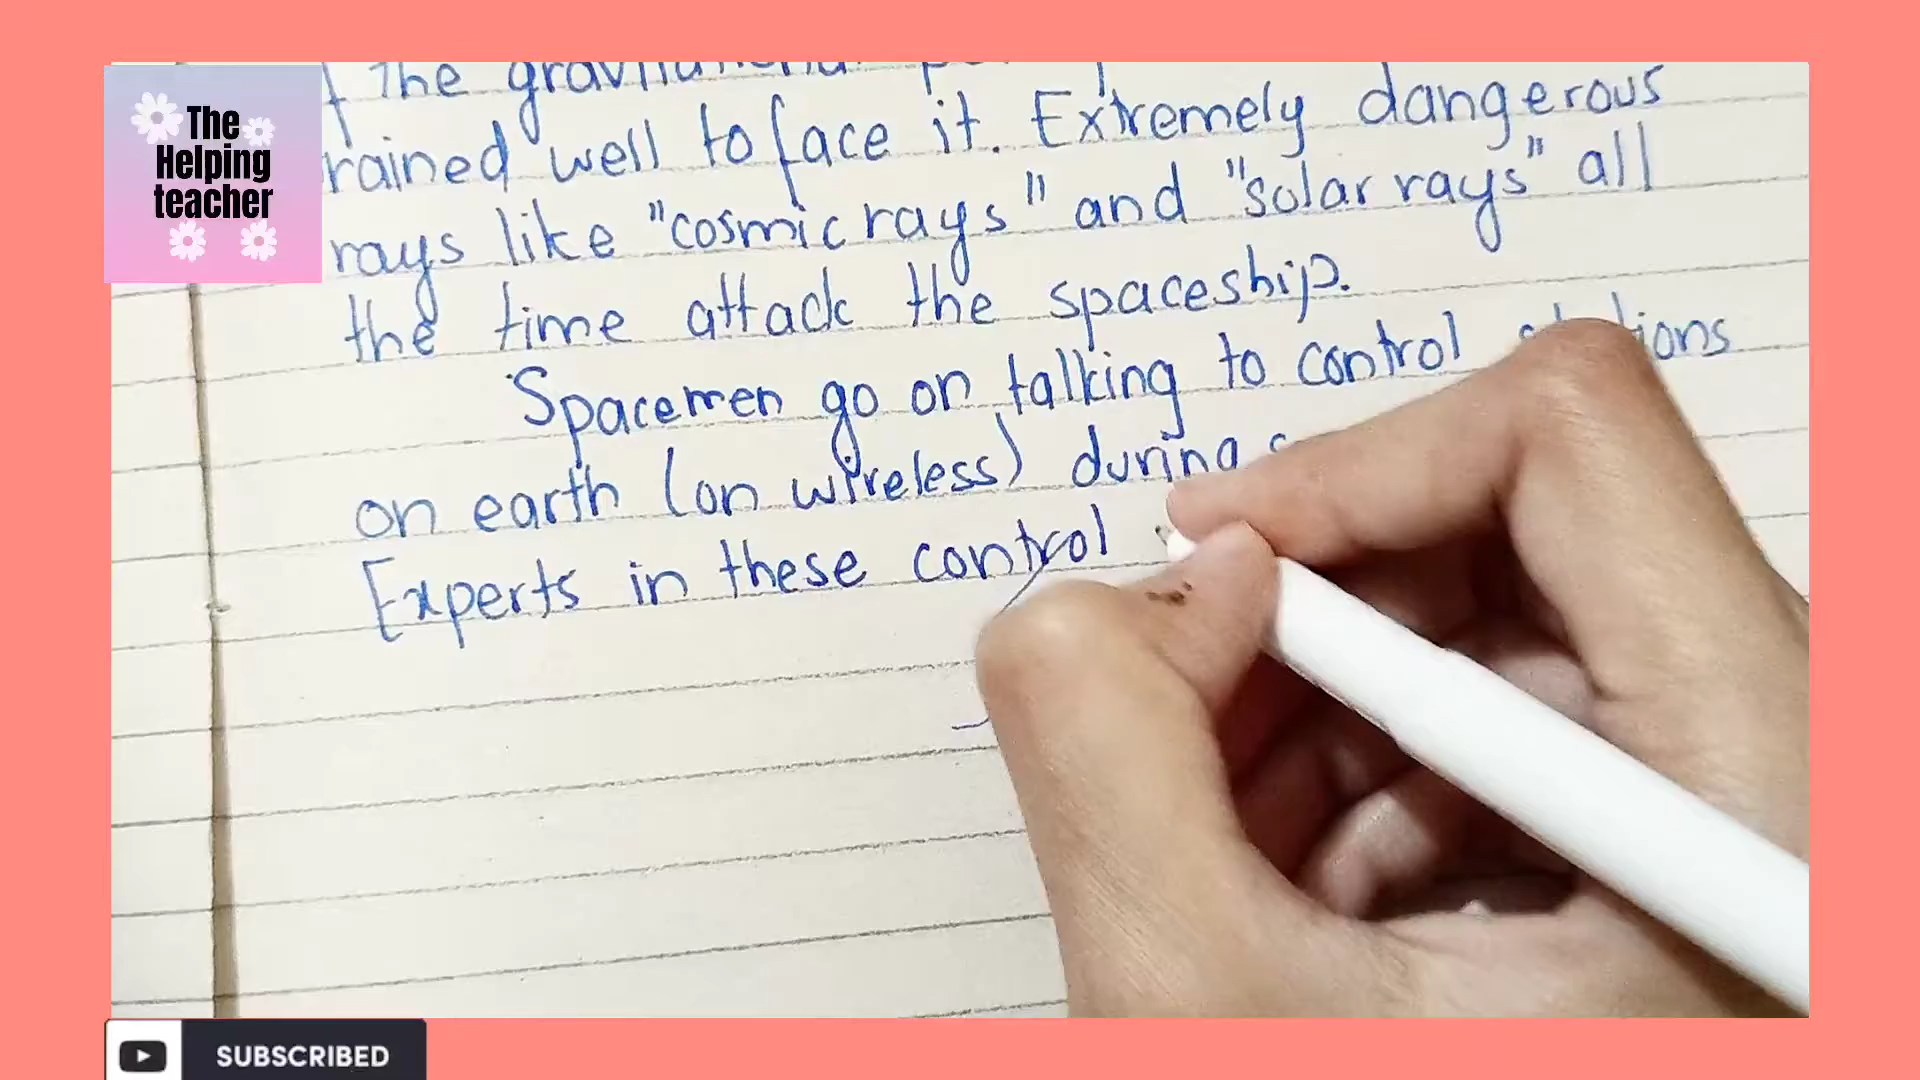 The
Helping
teacher
the
rained well to face it. Extremely dangerous
rays like "cosmic rays" and "solar rays" all
the time attack the spaceship.
Spacemen go on talking to control
on earth (on wireless) during
Experts in these control
SUBSCRIBED